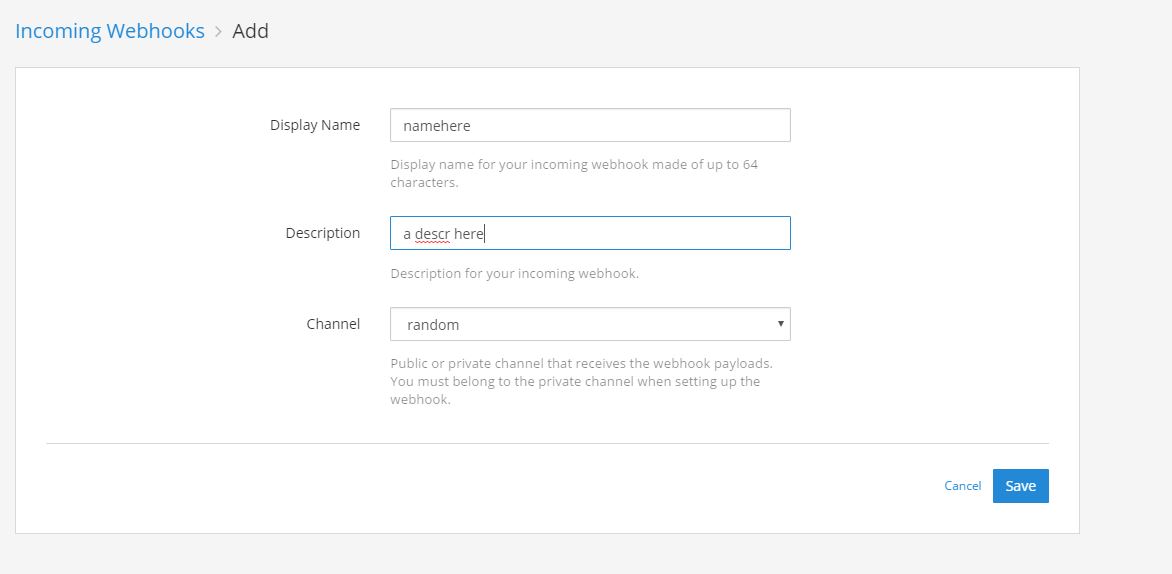 Incoming Webhooks > Add
Display Name namehere
Display name for your incoming webhook made of up to 64
characters.
Description a descr here
Description for your incoming webhook.
Channel random
Public or private channel that receives the webhook payloads.
You must belong to the private channel when setting up the
webhook.
Cancel Save